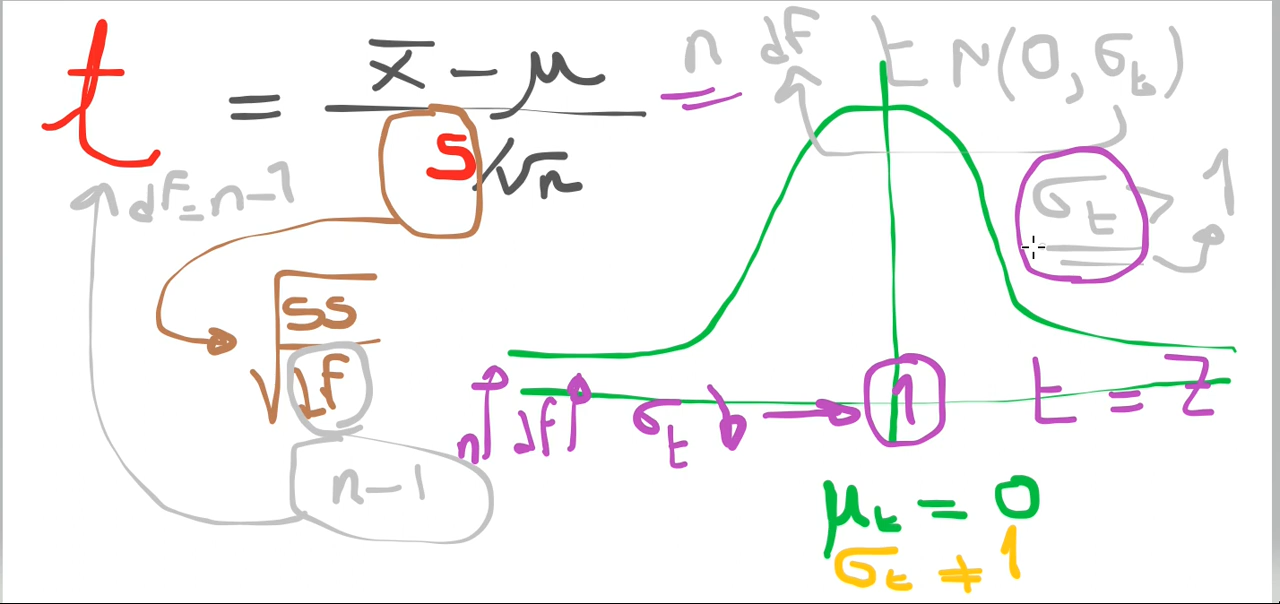 t = x̄ − μ / s/√n
n df t N(0, σt)
df = n−1
σt > 1
√SS/df
n−1
n↑ df↑ σt ↓ → 1
t = z
μt = 0
σt ≠ 1